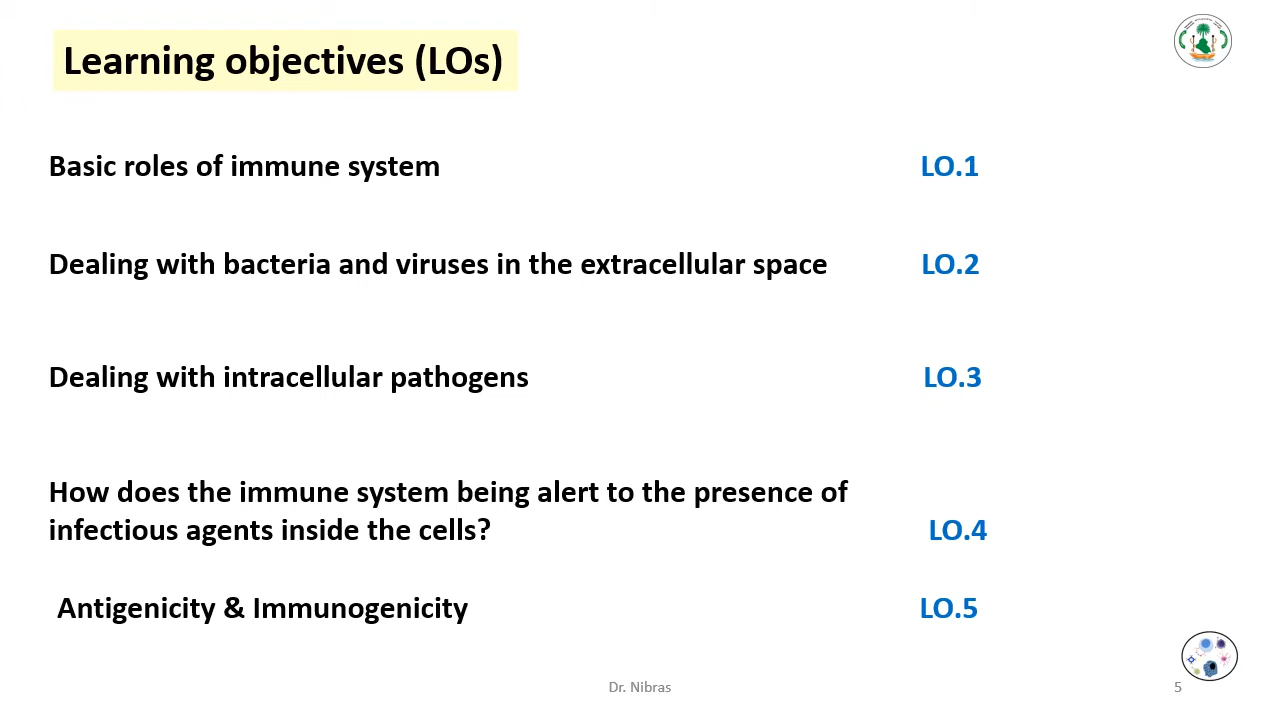 Learning objectives (LOs)
Basic roles of immune system LO.1
Dealing with bacteria and viruses in the extracellular space LO.2
Dealing with intracellular pathogens LO.3
How does the immune system being alert to the presence of
infectious agents inside the cells? LO.4
Antigenicity & Immunogenicity LO.5
Dr. Nibras 5